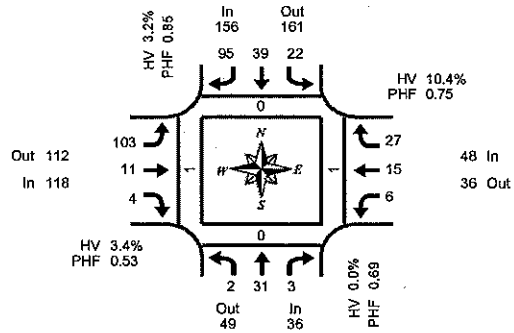 In Out
156 161
HV 3.2%
PHF 0.85
95 39 22
HV 10.4%
PHF 0.75
0
103
27
Out 112
11
1
N
W E
S
1
15
48 In
In 118
4
6
36 Out
HV 3.4%
PHF 0.53
0
2 31 3
HV 0.0%
PHF 0.69
Out In
49 36